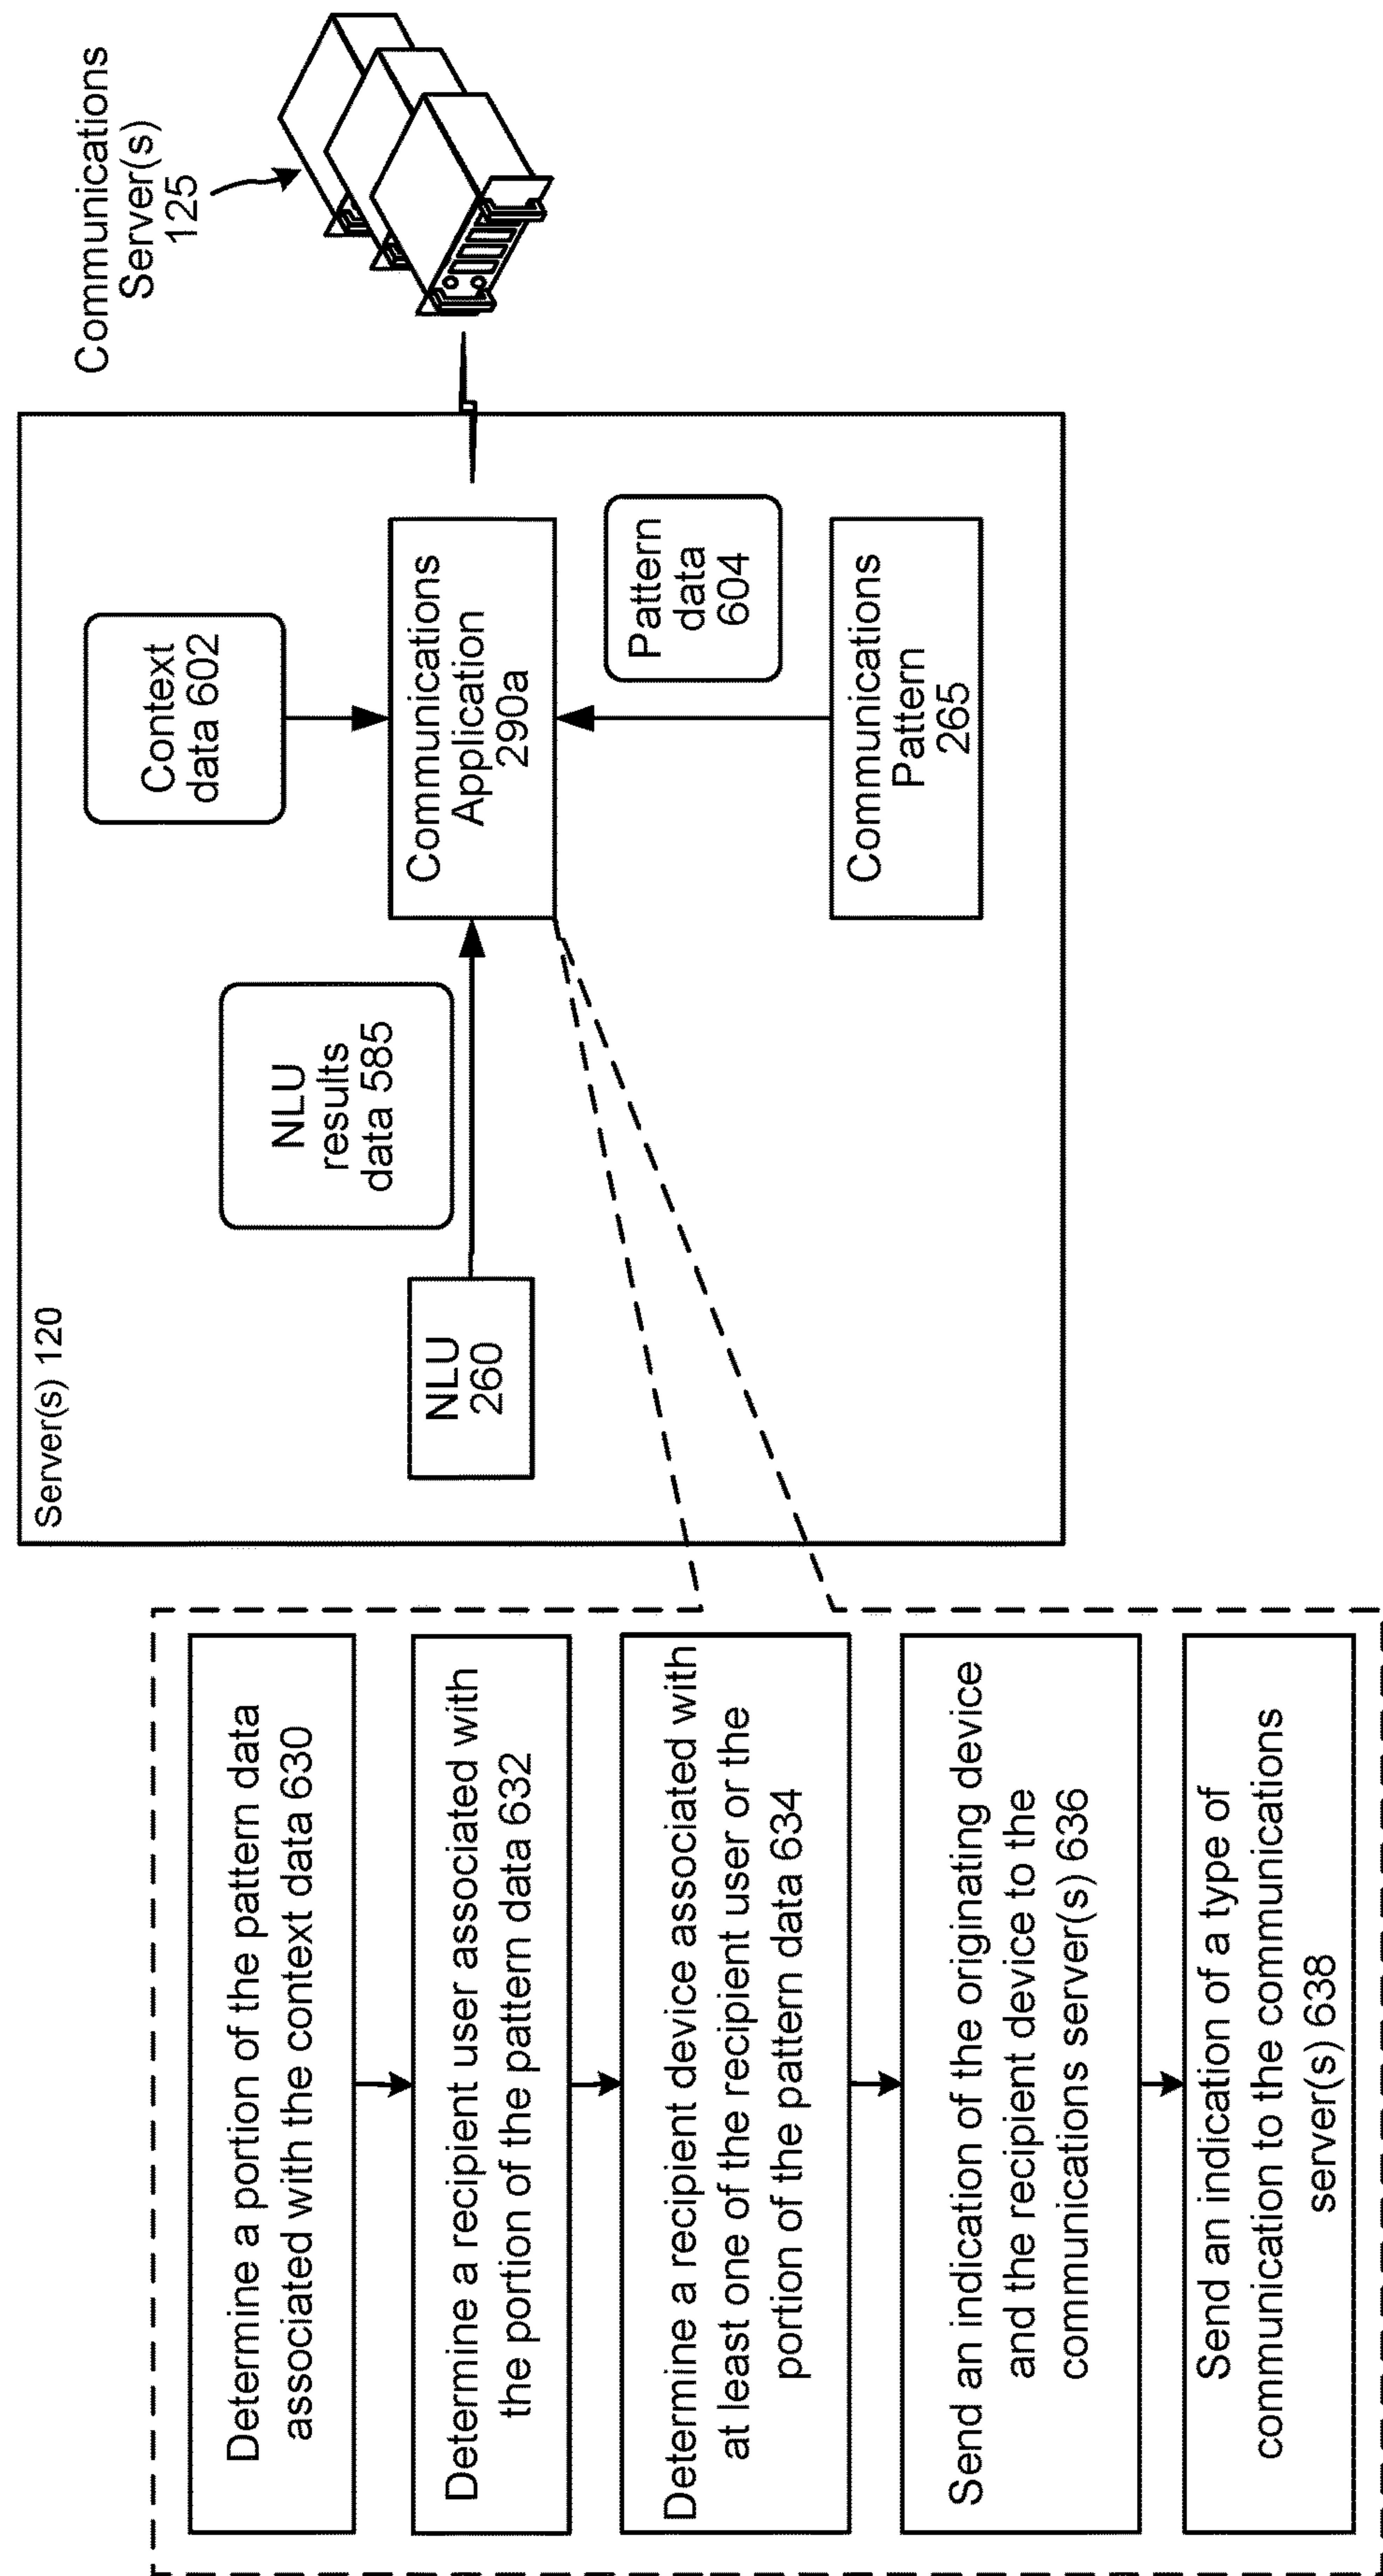 Determine a portion of the pattern data
associated with the context data 630
Determine a recipient user associated with
the portion of the pattern data 632
Determine a recipient device associated with
at least one of the recipient user or the
portion of the pattern data 634
Send an indication of the originating device
and the recipient device to the
communications server(s) 636
Send an indication of a type of
communication to the communications
server(s) 638
Server(s) 120
NLU
260
NLU
results
data 585
Context
data 602
Communications
Application
290a
Pattern
data
604
Communications
Pattern
265
Communications
Server(s)
125